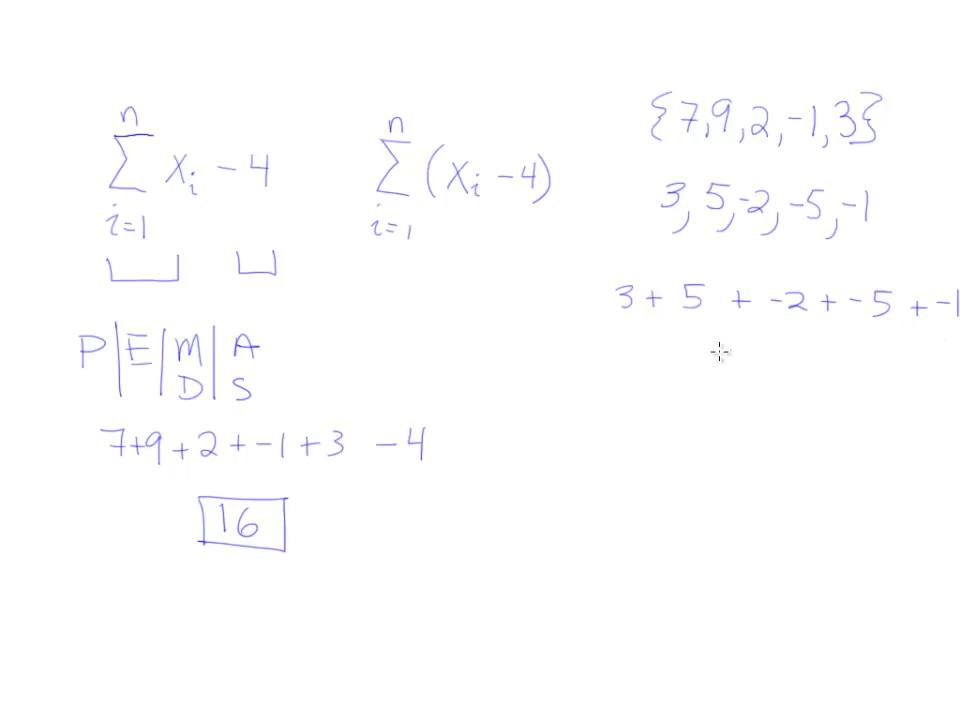 n
∑ xᵢ - 4
i=1
n
∑ (xᵢ - 4)
i=1
{7, 9, 2, -1, 3}
3, 5, -2, -5, -1
3 + 5 + -2 + -5 + -1
P | E | M | A
D S
7+9+2+-1+3 -4
16